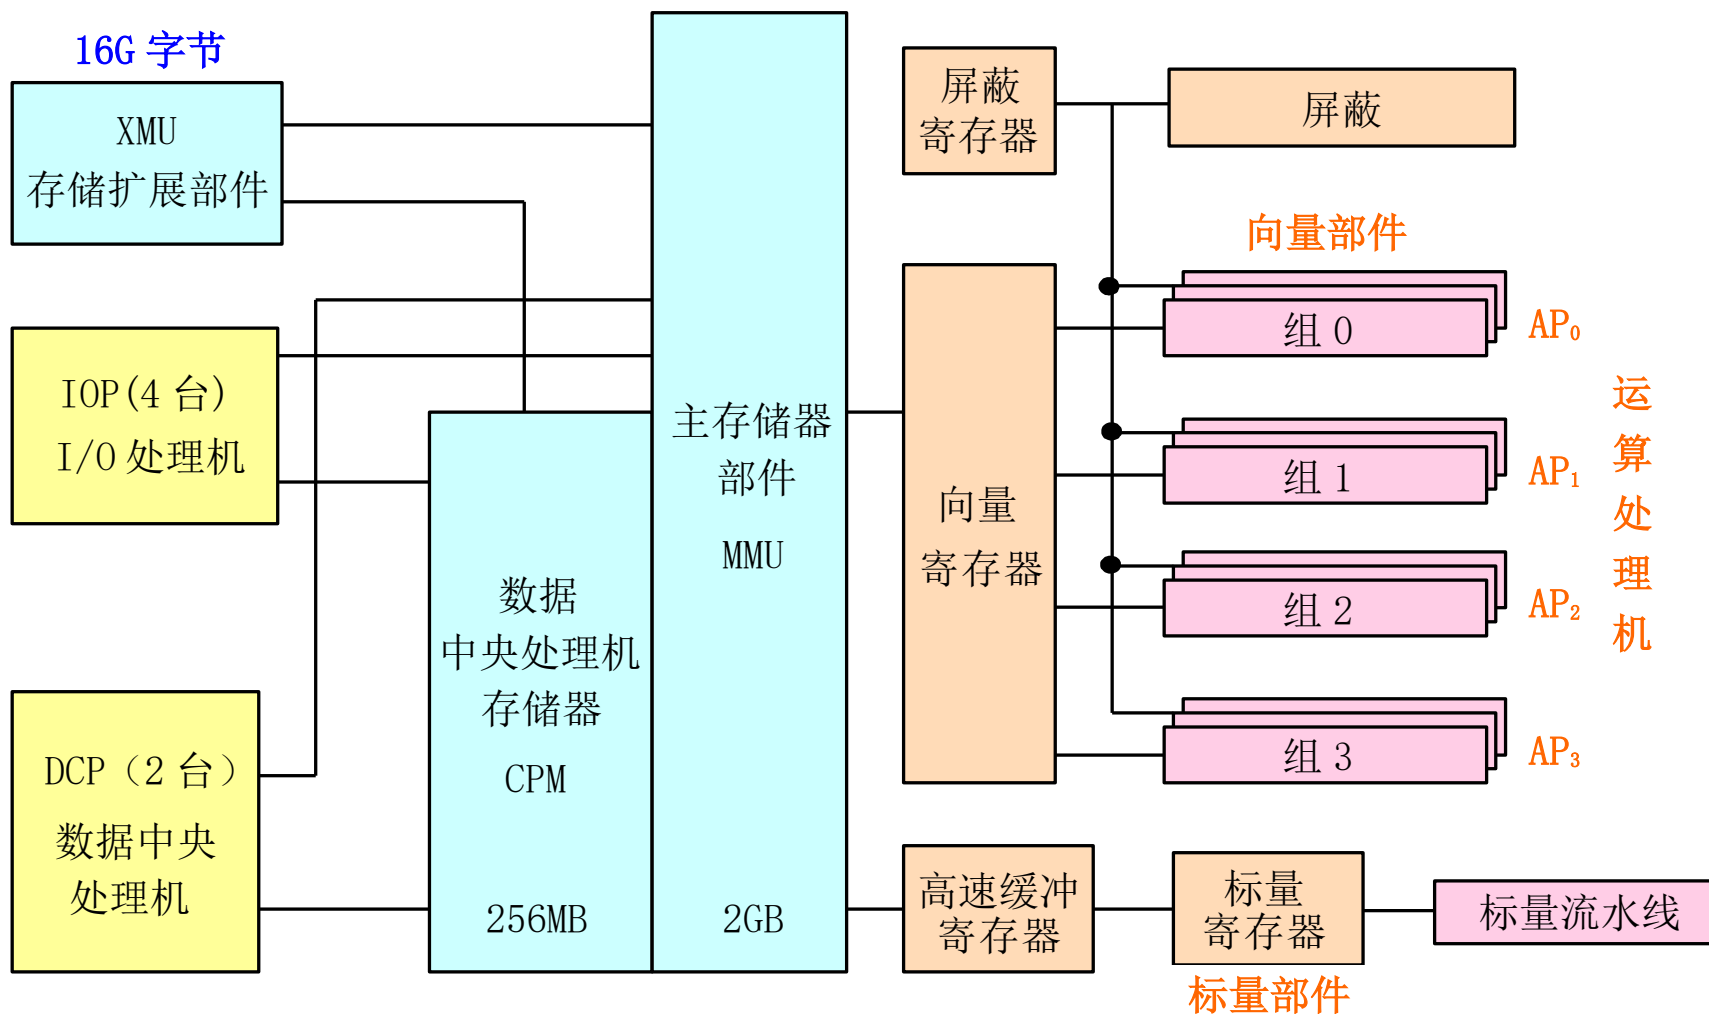 16G 字节
XMU
存储扩展部件
IOP(4 台)
I/O 处理机
DCP（2 台）
数据中央
处理机
数据
中央处理机
存储器
CPM
256MB
主存储器
部件
MMU
2GB
屏蔽
寄存器
屏蔽
向量部件
向量
寄存器
组 0
AP₀
组 1
AP₁
组 2
AP₂
组 3
AP₃
运
算
处
理
机
高速缓冲
寄存器
标量
寄存器
标量流水线
标量部件